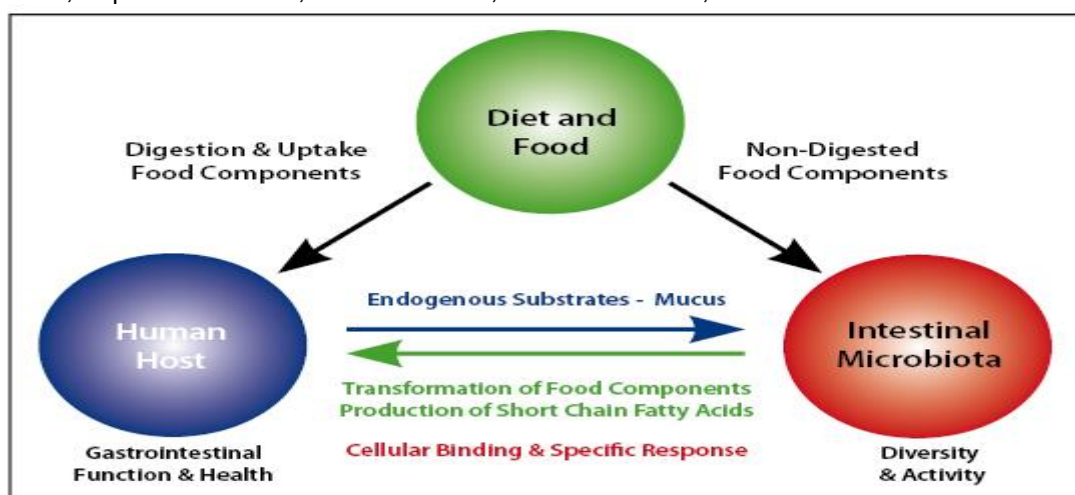 Diet and
Food
Digestion & Uptake
Food Components
Non-Digested
Food Components
Endogenous Substrates - Mucus
Human
Host
Intestinal
Microbiota
Transformation of Food Components
Production of Short Chain Fatty Acids
Cellular Binding & Specific Response
Gastrointestinal
Function & Health
Diversity
& Activity